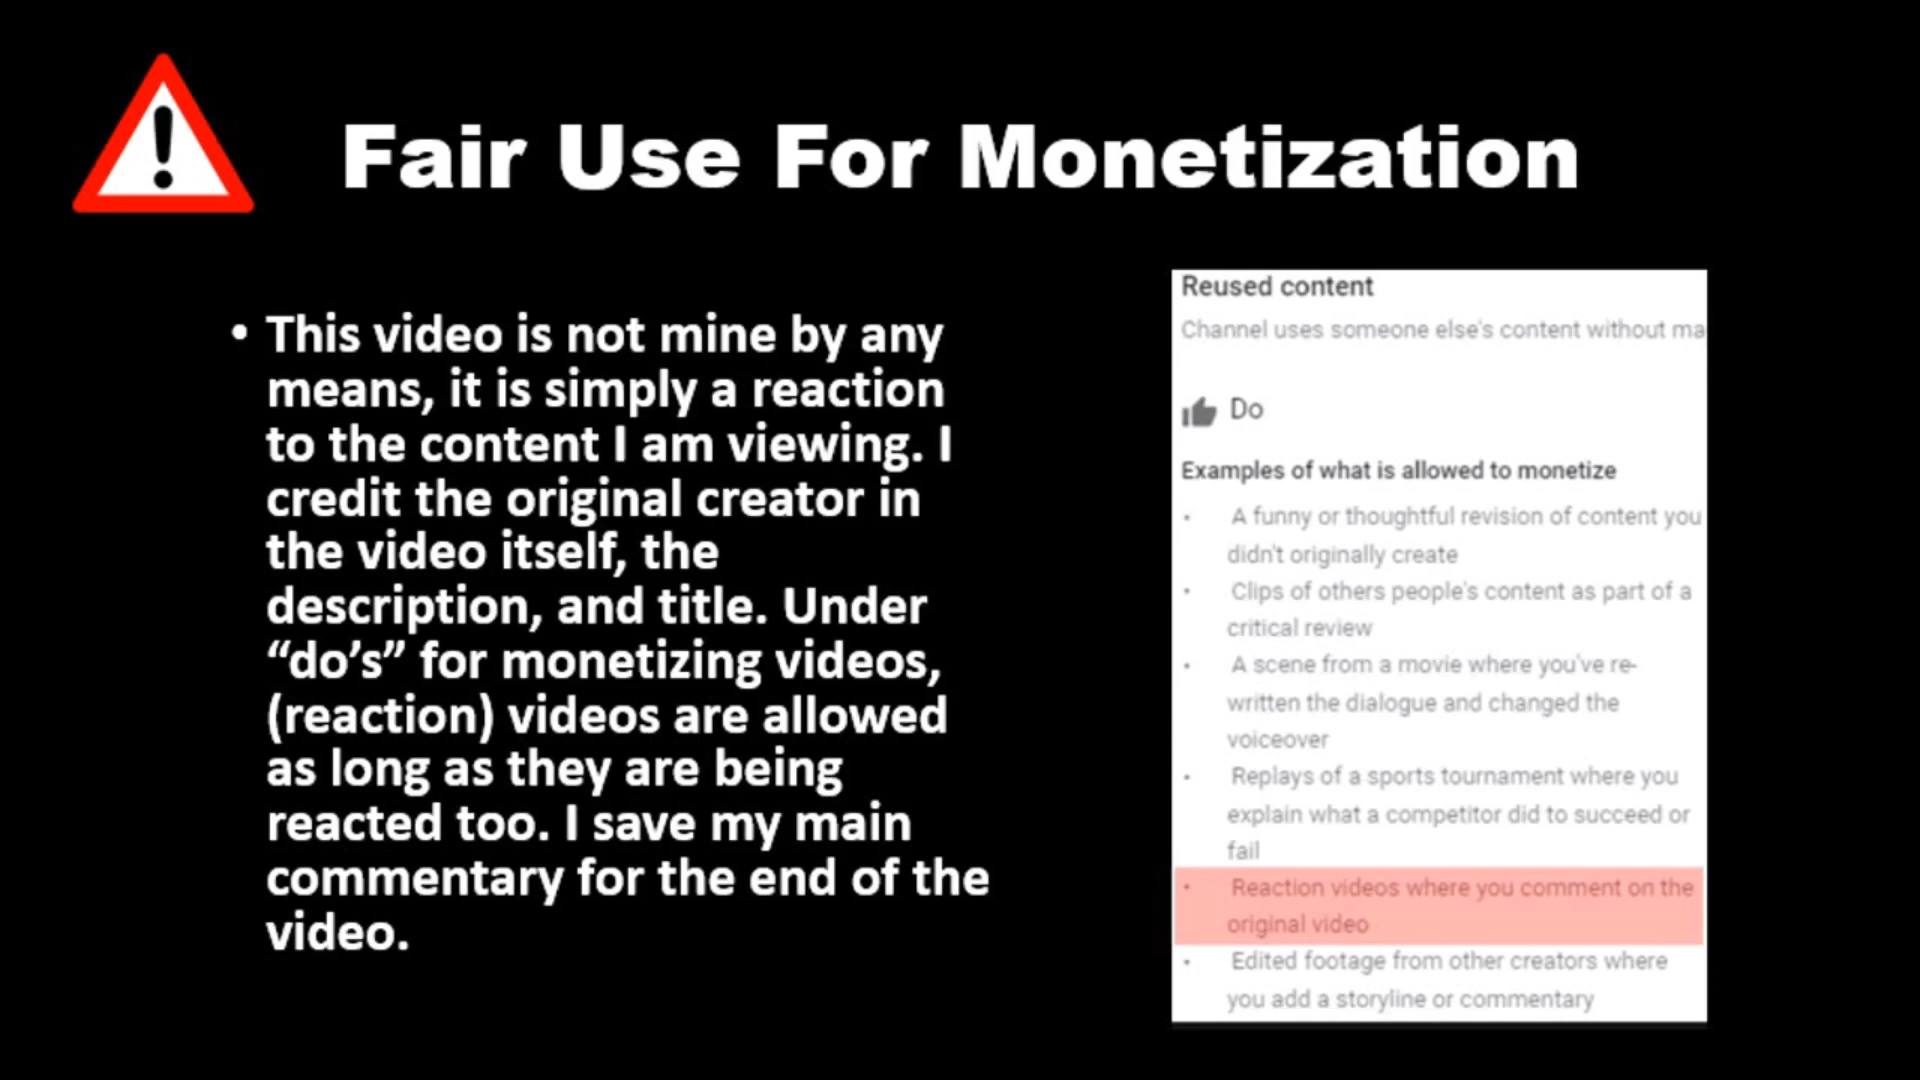 Fair Use For Monetization
• This video is not mine by any
means, it is simply a reaction
to the content I am viewing. I
credit the original creator in
the video itself, the
description, and title. Under
“do’s” for monetizing videos,
(reaction) videos are allowed
as long as they are being
reacted too. I save my main
commentary for the end of the
video.
Reused content
Channel uses someone else's content without ma
Do
Examples of what is allowed to monetize
• A funny or thoughtful revision of content you
didn't originally create
• Clips of others people's content as part of a
critical review
• A scene from a movie where you've re-
written the dialogue and changed the
voiceover
• Replays of a sports tournament where you
explain what a competitor did to succeed or
fail
• Reaction videos where you comment on the
original video
• Edited footage from other creators where
you add a storyline or commentary